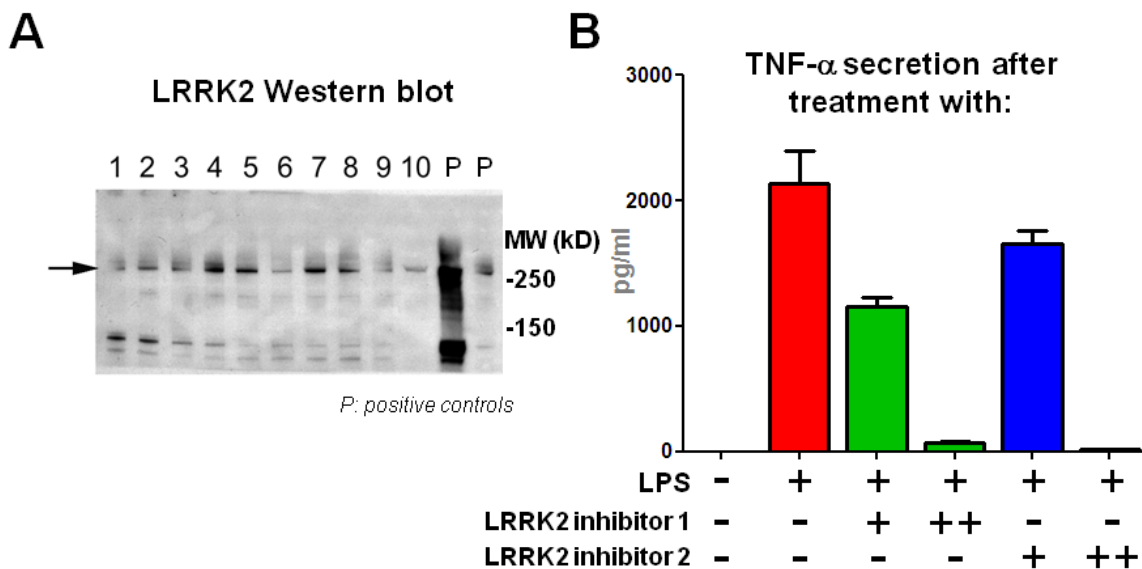 A
LRRK2 Western blot
1 2 3 4 5 6 7 8 9 10 P P
MW (kD)
-250
-150
P: positive controls
B
TNF-α secretion after
treatment with:
3000
2000
1000
0
pg/ml
LPS - + + + + +
LRRK2 inhibitor 1 - - + ++ - -
LRRK2 inhibitor 2 - - - - + ++